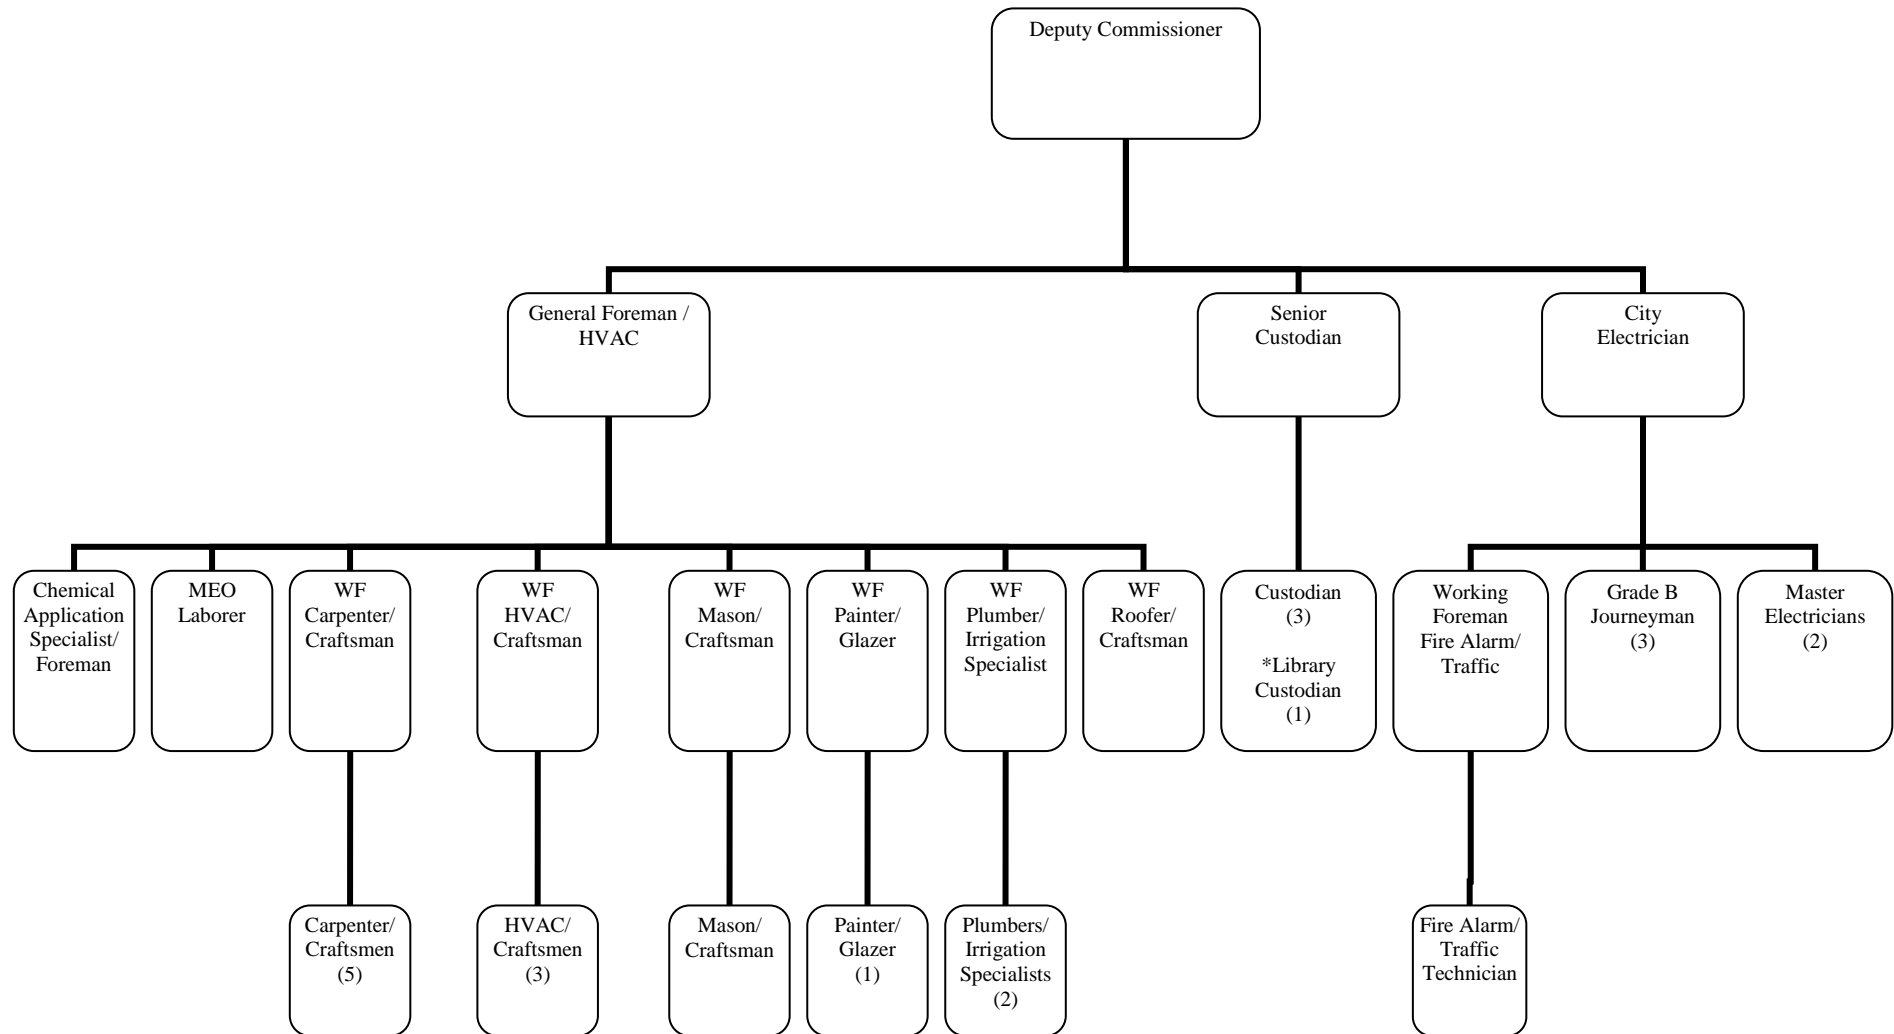 Deputy Commissioner
General Foreman /
HVAC
Senior
Custodian
City
Electrician
Chemical
Application
Specialist/
Foreman
MEO
Laborer
WF
Carpenter/
Craftsman
WF
HVAC/
Craftsman
WF
Mason/
Craftsman
WF
Painter/
Glazer
WF
Plumber/
Irrigation
Specialist
WF
Roofer/
Craftsman
Custodian
(3)
*Library
Custodian
(1)
Working
Foreman
Fire Alarm/
Traffic
Grade B
Journeyman
(3)
Master
Electricians
(2)
Carpenter/
Craftsmen
(5)
HVAC/
Craftsmen
(3)
Mason/
Craftsman
Painter/
Glazer
(1)
Plumbers/
Irrigation
Specialists
(2)
Fire Alarm/
Traffic
Technician